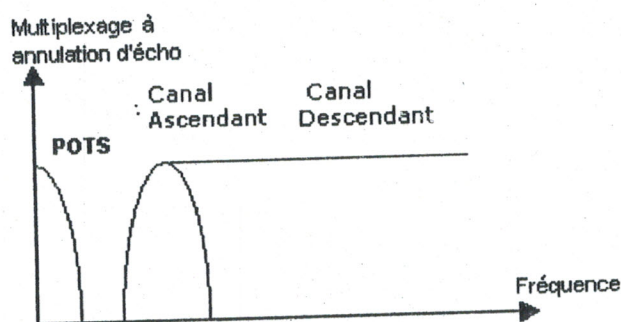 Multiplexage à
annulation d'écho
Canal Canal
: Ascendant Descendant
POTS
Fréquence